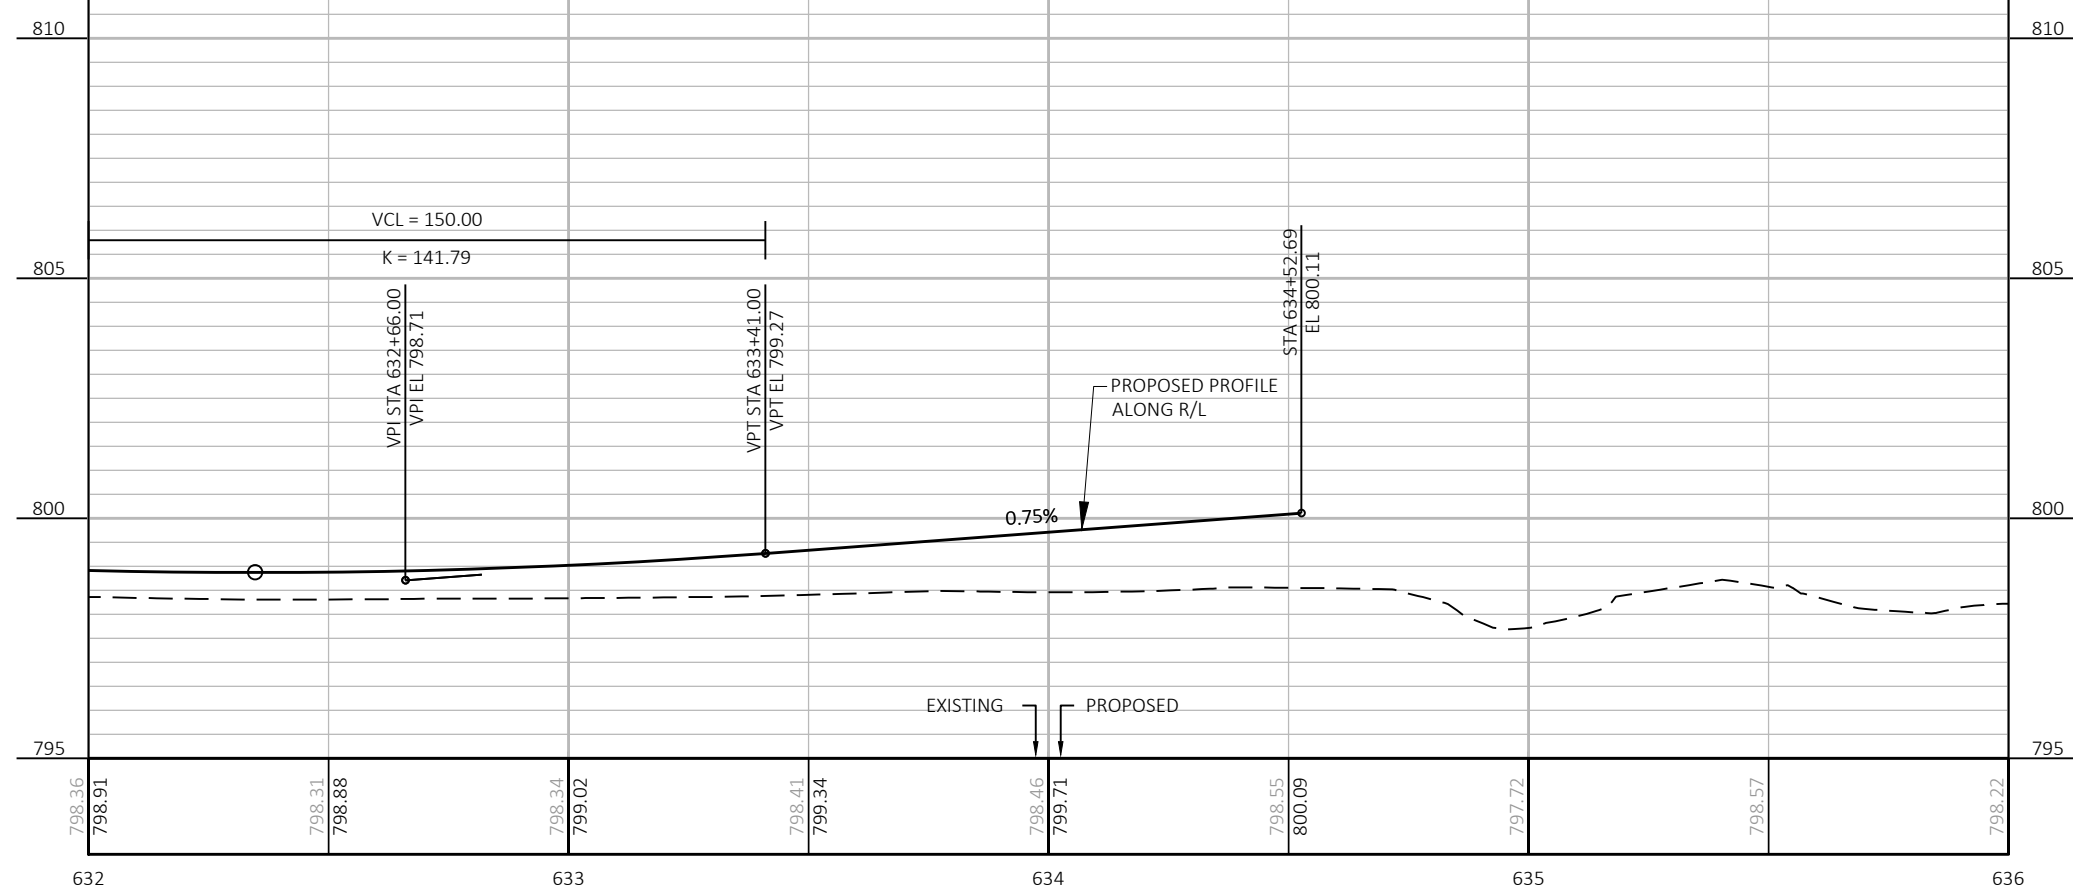 810
810
VCL = 150.00
K = 141.79
805
805
VPI STA 632+66.00
VPI EL 798.71
VPT STA 633+41.00
VPT EL 799.27
STA 634+52.69
EL 800.11
PROPOSED PROFILE
ALONG R/L
800
800
0.75%
EXISTING
PROPOSED
795
795
798.36
798.91
798.31
798.88
798.34
799.02
798.41
799.34
798.46
799.71
798.55
800.09
797.72
798.57
798.22
632
633
634
635
636